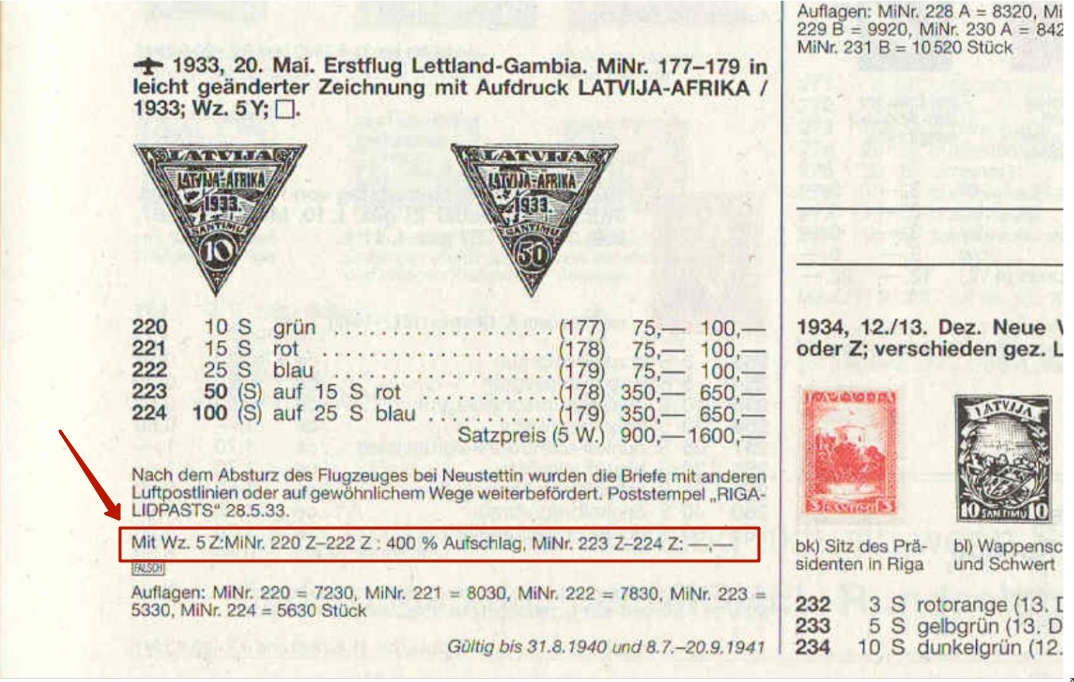 ✈ 1933, 20. Mai. Erstflug Lettland-Gambia. MiNr. 177–179 in
leicht geänderter Zeichnung mit Aufdruck LATVIJA-AFRIKA /
1933; Wz. 5 Y; □.
LATVIJA
LATVIJA-AFRIKA
1933.
SANTIMU
10
LATVIJA
LATVIJA-AFRIKA
1933.
SANTIMU
50
220 10 S grün (177) 75,— 100,—
221 15 S rot (178) 75,— 100,—
222 25 S blau (179) 75,— 100,—
223 50 (S) auf 15 S rot (178) 350,— 650,—
224 100 (S) auf 25 S blau (179) 350,— 650,—
Satzpreis (5 W.) 900,— 1600,—
Nach dem Absturz des Flugzeuges bei Neustettin wurden die Briefe mit anderen
Luftpostlinien oder auf gewöhnlichem Wege weiterbefördert. Poststempel „RIGA-
LIDPASTS" 28.5.33.
Mit Wz. 5 Z:MiNr. 220 Z–222 Z : 400 % Aufschlag, MiNr. 223 Z–224 Z: —,—
FALSCH
Auflagen: MiNr. 220 = 7230, MiNr. 221 = 8030, MiNr. 222 = 7830, MiNr. 223 =
5330, MiNr. 224 = 5630 Stück
Gültig bis 31.8.1940 und 8.7.–20.9.1941
Auflagen: MiNr. 228 A = 8320, Mi
229 B = 9920, MiNr. 230 A = 842
MiNr. 231 B = 10520 Stück
1934, 12./13. Dez. Neue
oder Z; verschieden gez. L
LATVIJA
3 SANTIMI 3
LATVIJA
10 SANTIMU 10
bk) Sitz des Prä-
sidenten in Riga
bl) Wappensc
und Schwert
232 3 S rotorange (13. D
233 5 S gelbgrün (13. D
234 10 S dunkelgrün (12.